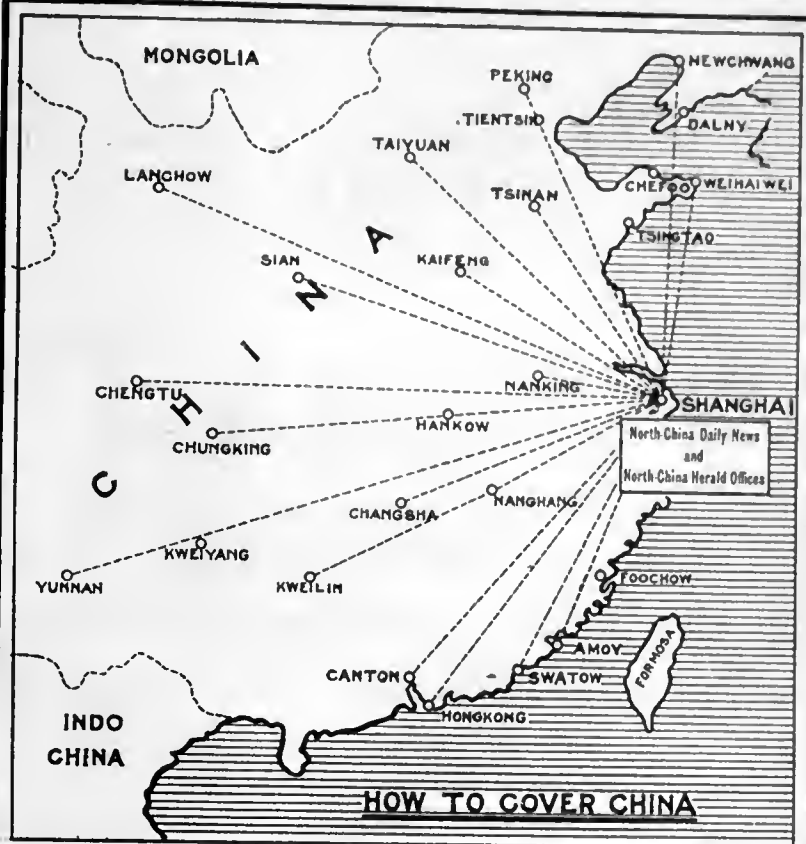 MONGOLIA
PEKING
NEWCHWANG
TIENTSIN
DALNY
TAIYUAN
LANCHOW
CHEFOO
WEIHAIWEI
TSINAN
TSINGTAO
SIAN
KAIFENG
CHINA
CHENGTU
NANKING
SHANGHAI
HANKOW
CHUNGKING
North-China Daily News
and
North-China Herald Offices
CHANGSHA
NANGHANG
KWEIYANG
YUNNAN
KWEILIN
FOOCHOW
AMOY
FORMOSA
CANTON
SWATOW
HONGKONG
INDO
CHINA
HOW TO COVER CHINA